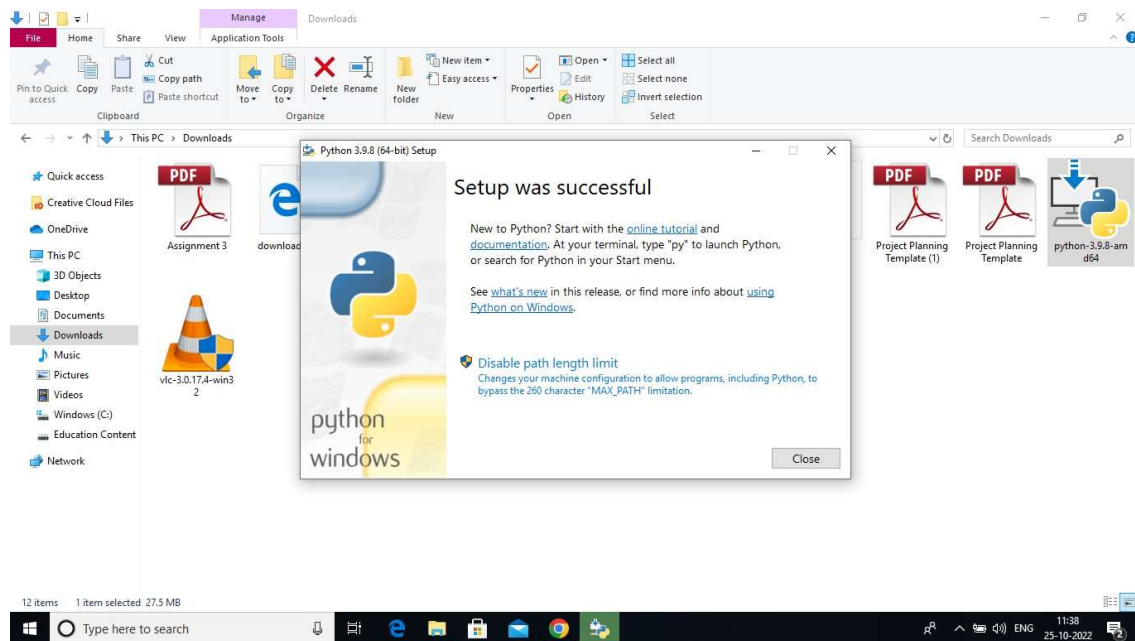 Manage
Downloads
File
Home
Share
View
Application Tools
Pin to Quick
access
Copy
Paste
Cut
Copy path
Paste shortcut
Clipboard
Move
to
Copy
to
Delete
Rename
Organize
New
folder
New item
Easy access
New
Properties
Open
Edit
History
Open
Select all
Select none
Invert selection
Select
This PC > Downloads
Search Downloads
Quick access
Creative Cloud Files
OneDrive
This PC
3D Objects
Desktop
Documents
Downloads
Music
Pictures
Videos
Windows (C:)
Education Content
Network
PDF
Assignment 3
download
vlc-3.0.17.4-win3
2
Python 3.9.8 (64-bit) Setup
Setup was successful
New to Python? Start with the online tutorial and
documentation. At your terminal, type "py" to launch Python,
or search for Python in your Start menu.
See what's new in this release, or find more info about using
Python on Windows.
Disable path length limit
Changes your machine configuration to allow programs, including Python, to
bypass the 260 character "MAX_PATH" limitation.
python
for
windows
Close
PDF
Project Planning
Template (1)
PDF
Project Planning
Template
python-3.9.8-am
d64
12 items
1 item selected 27.5 MB
Type here to search
ENG
11:38
25-10-2022
2